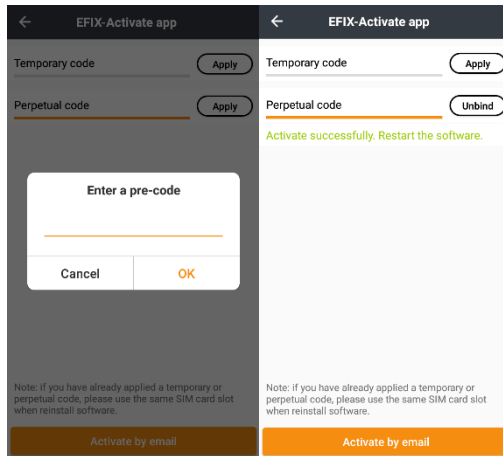 EFIX-Activate app
Temporary code
Apply
Perpetual code
Apply
Enter a pre-code
Cancel
OK
Note: if you have already applied a temporary or
perpetual code, please use the same SIM card slot
when reinstall software.
Activate by email
EFIX-Activate app
Temporary code
Apply
Perpetual code
Unbind
Activate successfully. Restart the software.
Note: if you have already applied a temporary or
perpetual code, please use the same SIM card slot
when reinstall software.
Activate by email